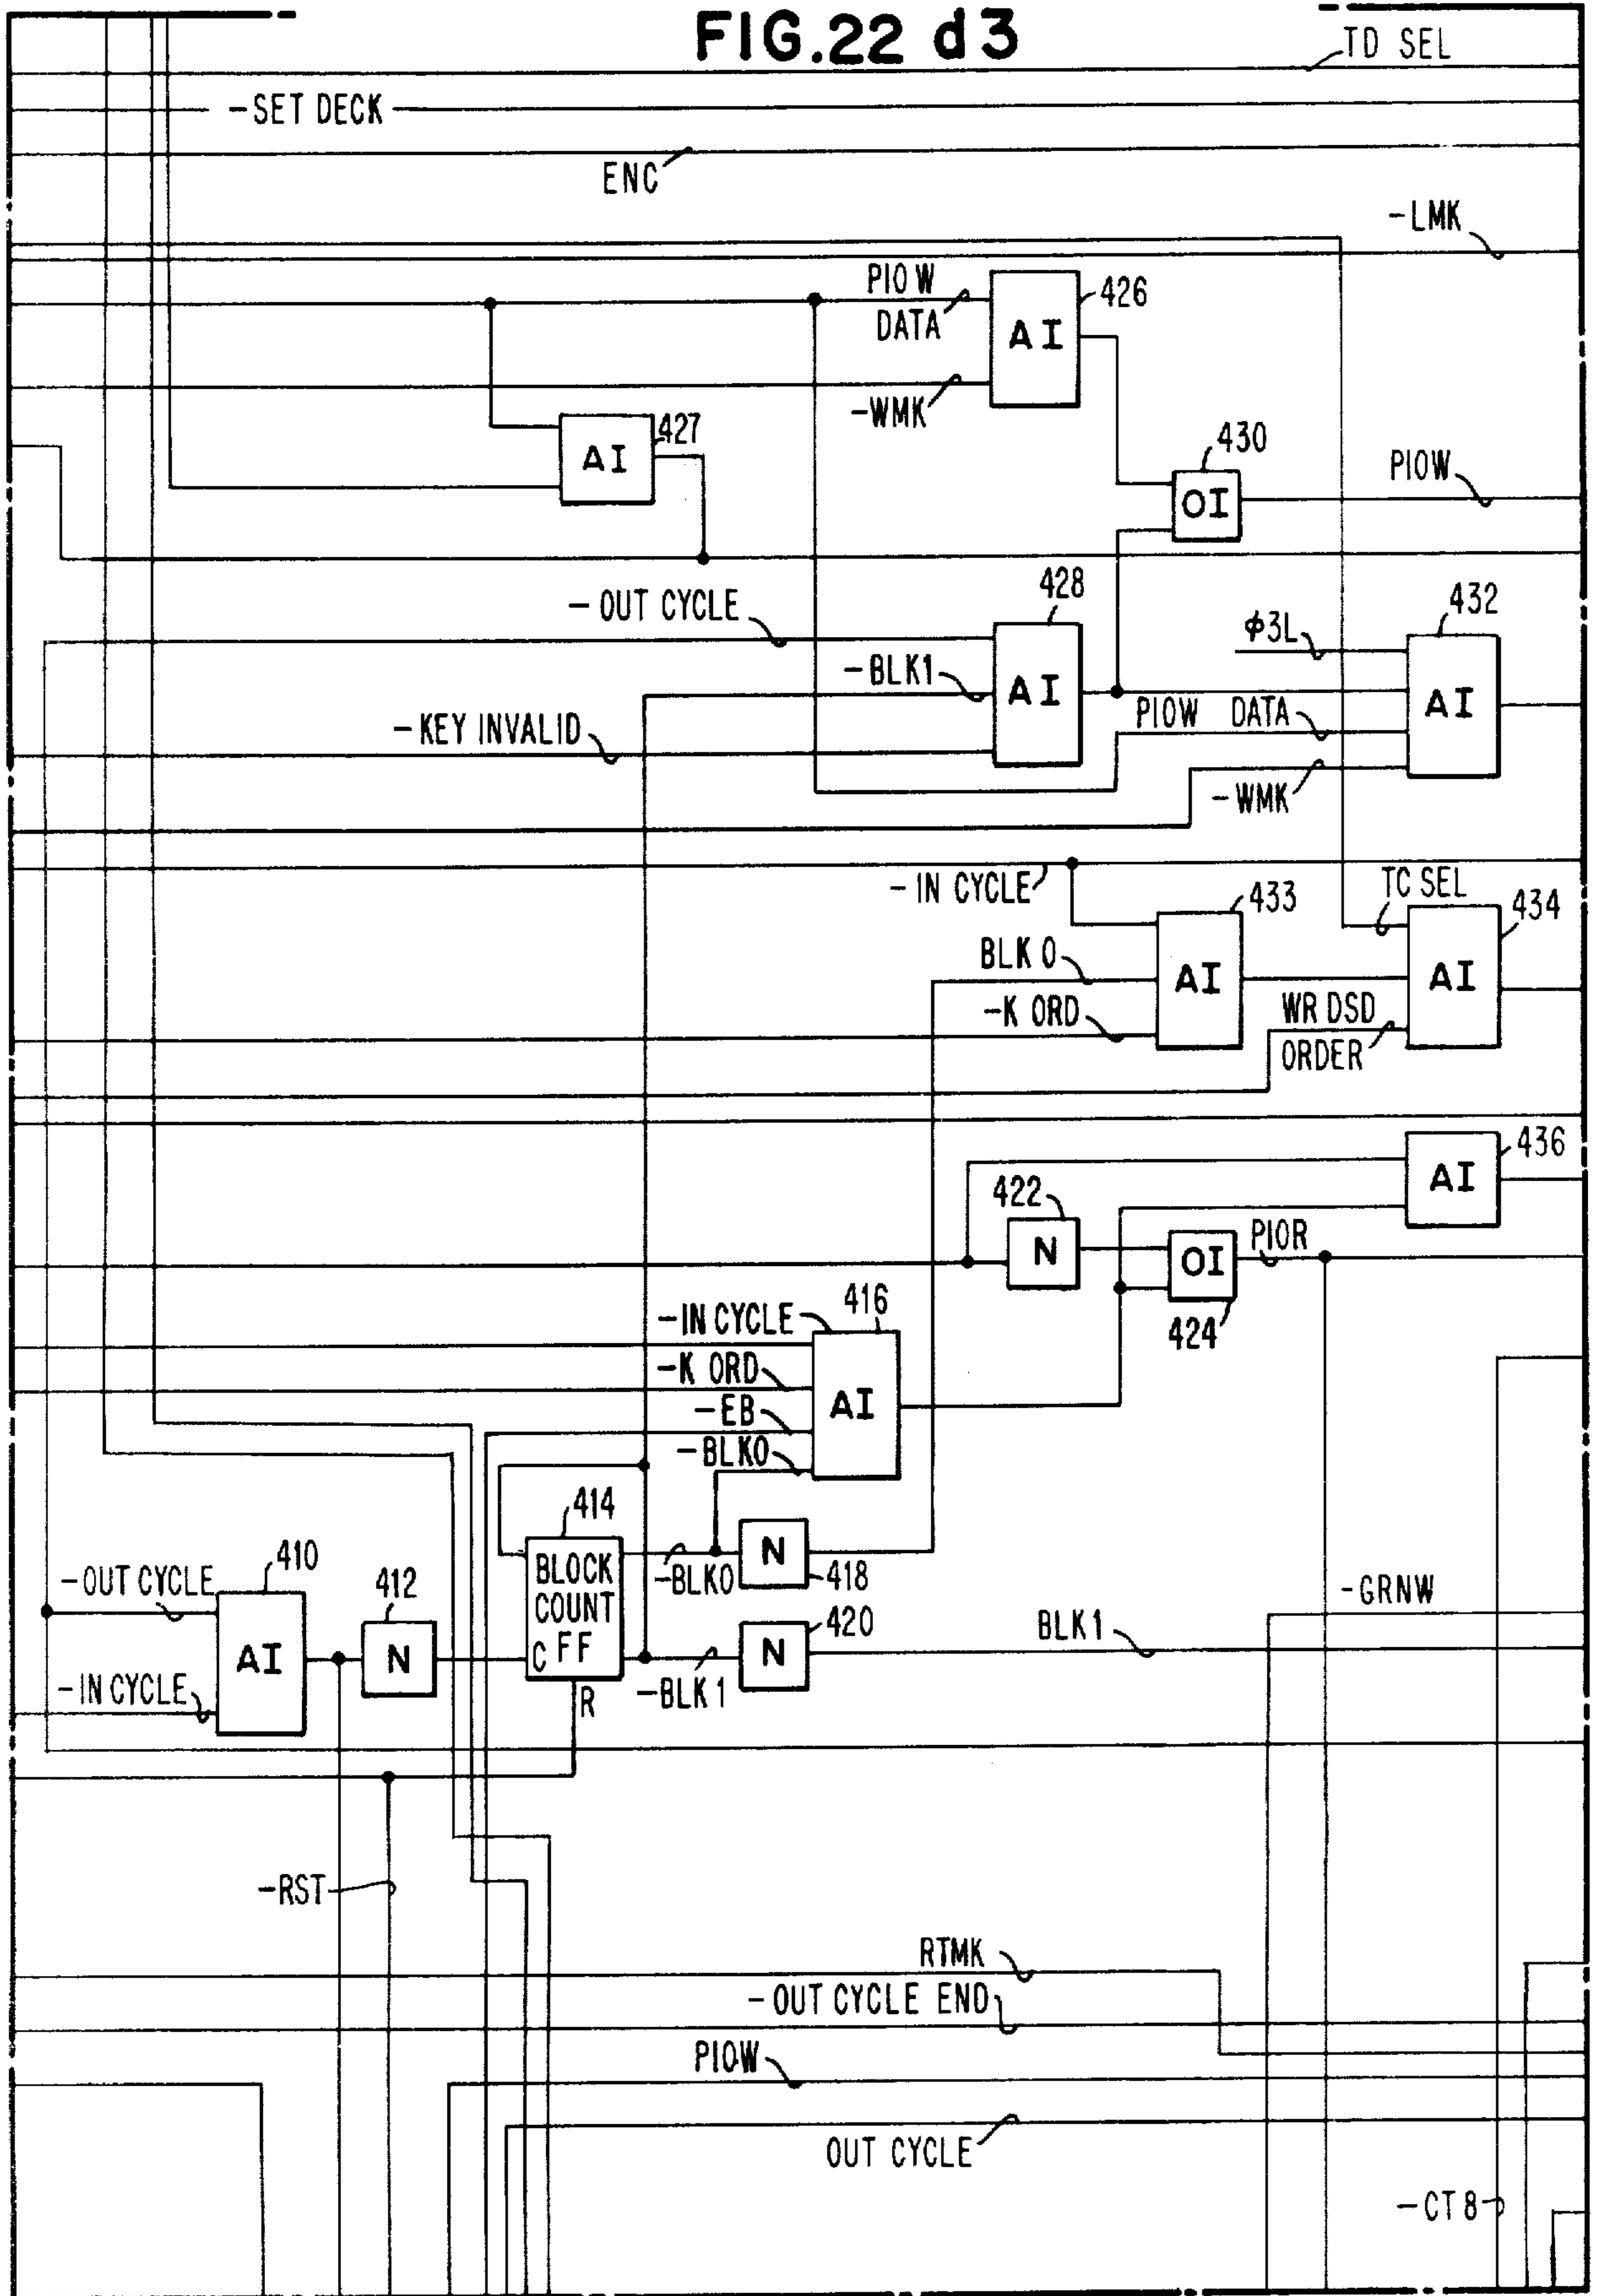 FIG.22 d3
TD SEL
-SET DECK
ENC
-LMK
PIO W
DATA
426
AI
-WMK
427
AI
430
OI
PIOW
-OUT CYCLE
428
-BLK1
AI
-KEY INVALID
432
φ3L
AI
PIOW DATA
-WMK
-IN CYCLE
433
TC SEL
434
BLK 0
AI
AI
-K ORD
WR DSD
ORDER
436
AI
422
N
OI
PIOR
424
-IN CYCLE
416
-K ORD
-EB
AI
-BLK0
414
BLOCK
COUNT
C FF
R
-BLK0
N
418
-OUT CYCLE
410
412
AI
N
-IN CYCLE
-BLK 1
N
420
BLK1
-GRNW
-RST
RTMK
-OUT CYCLE END
PIOW
OUT CYCLE
-CT 8